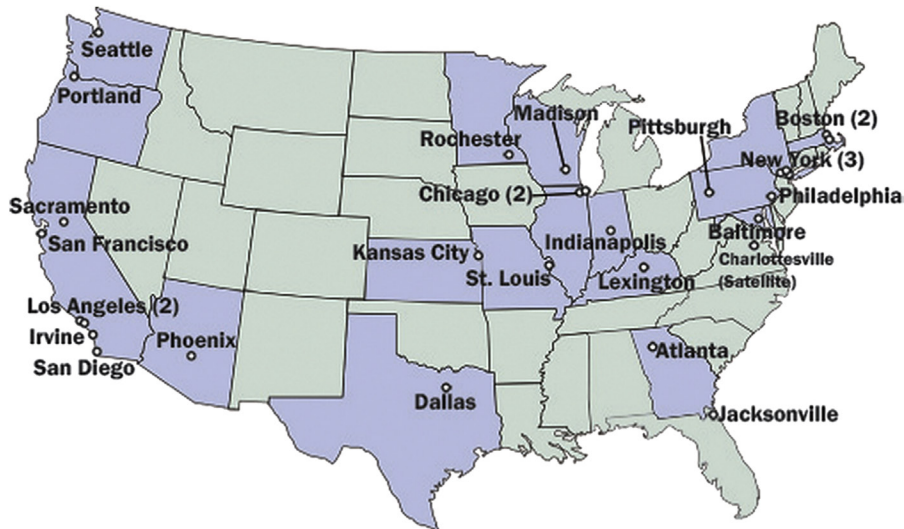 Seattle
Portland
Madison
Boston (2)
Rochester
Pittsburgh
New York (3)
Chicago (2)
Philadelphia
Sacramento
San Francisco
Kansas City
Indianapolis
Baltimore
Charlottesville
(Satellite)
St. Louis
Lexington
Los Angeles (2)
Irvine
Phoenix
San Diego
Atlanta
Dallas
Jacksonville